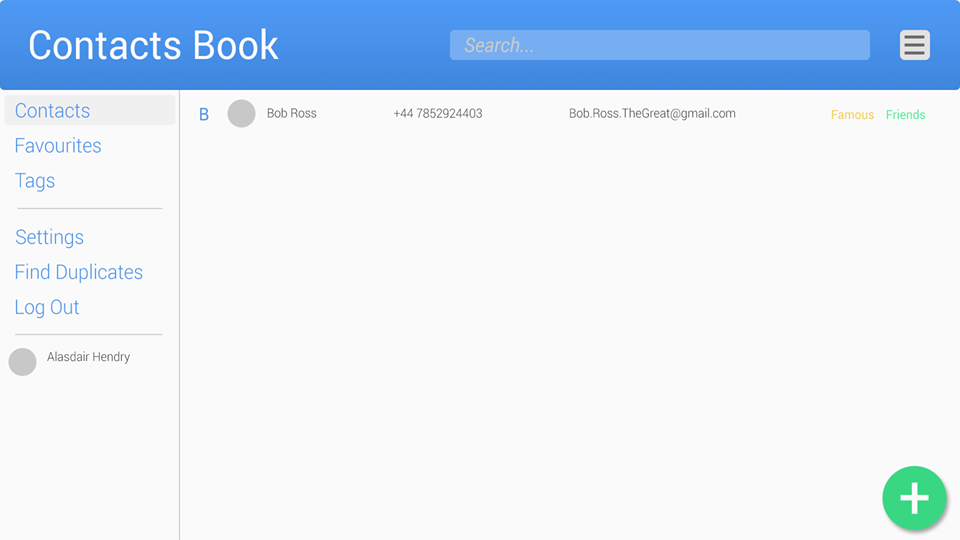 Contacts Book
Search...
Contacts
Favourites
Tags
Settings
Find Duplicates
Log Out
Alasdair Hendry
B Bob Ross +44 7852924403 Bob.Ross.TheGreat@gmail.com Famous Friends